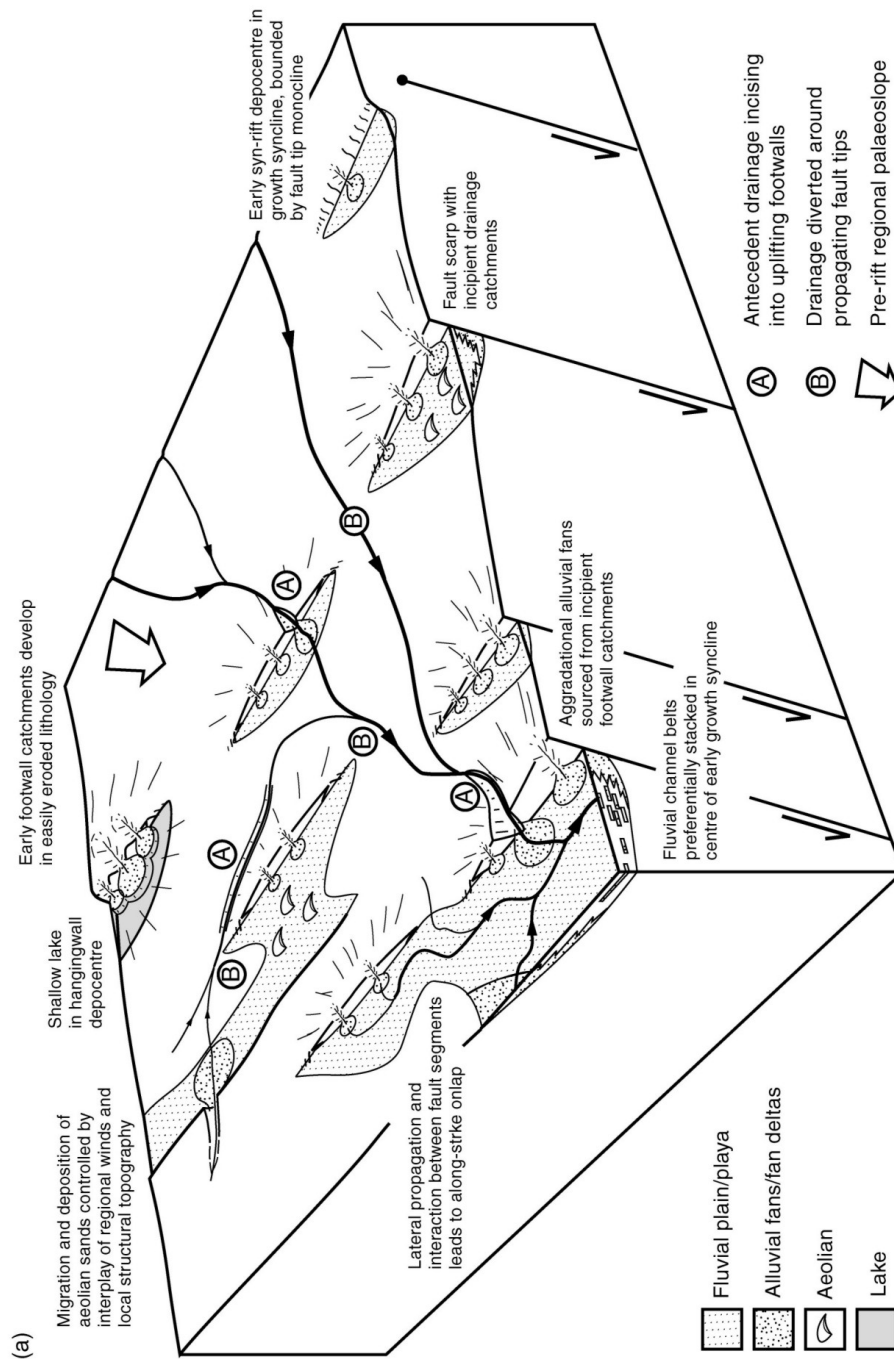 (a)
Migration and deposition of
aeolian sands controlled by
interplay of regional winds and
local structural topography
Shallow lake
in hangingwall
depocentre
Early footwall catchments develop
in easily eroded lithology
Early syn-rift depocentre in
growth syncline, bounded
by fault tip monocline
Fault scarp with
incipient drainage
catchments
A
B
A
B
B
A
Lateral propagation and
interaction between fault segments
leads to along-strike onlap
Aggradational alluvial fans
sourced from incipient
footwall catchments
Fluvial channel belts
preferentially stacked in
centre of early growth syncline
Fluvial plain/playa
Alluvial fans/fan deltas
Aeolian
Lake
A
Antecedent drainage incising
into uplifting footwalls
B
Drainage diverted around
propagating fault tips
Pre-rift regional palaeoslope